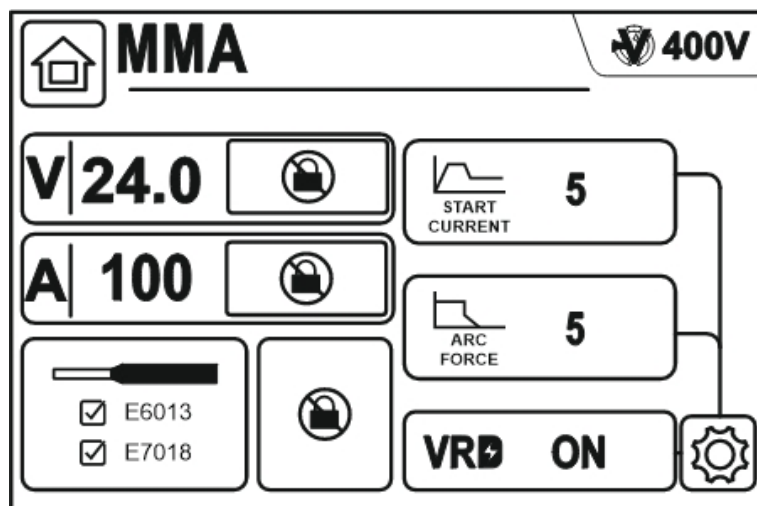 MMA
400V
V 24.0
START
CURRENT
5
A 100
ARC
FORCE
5
E6013
E7018
VRD ON